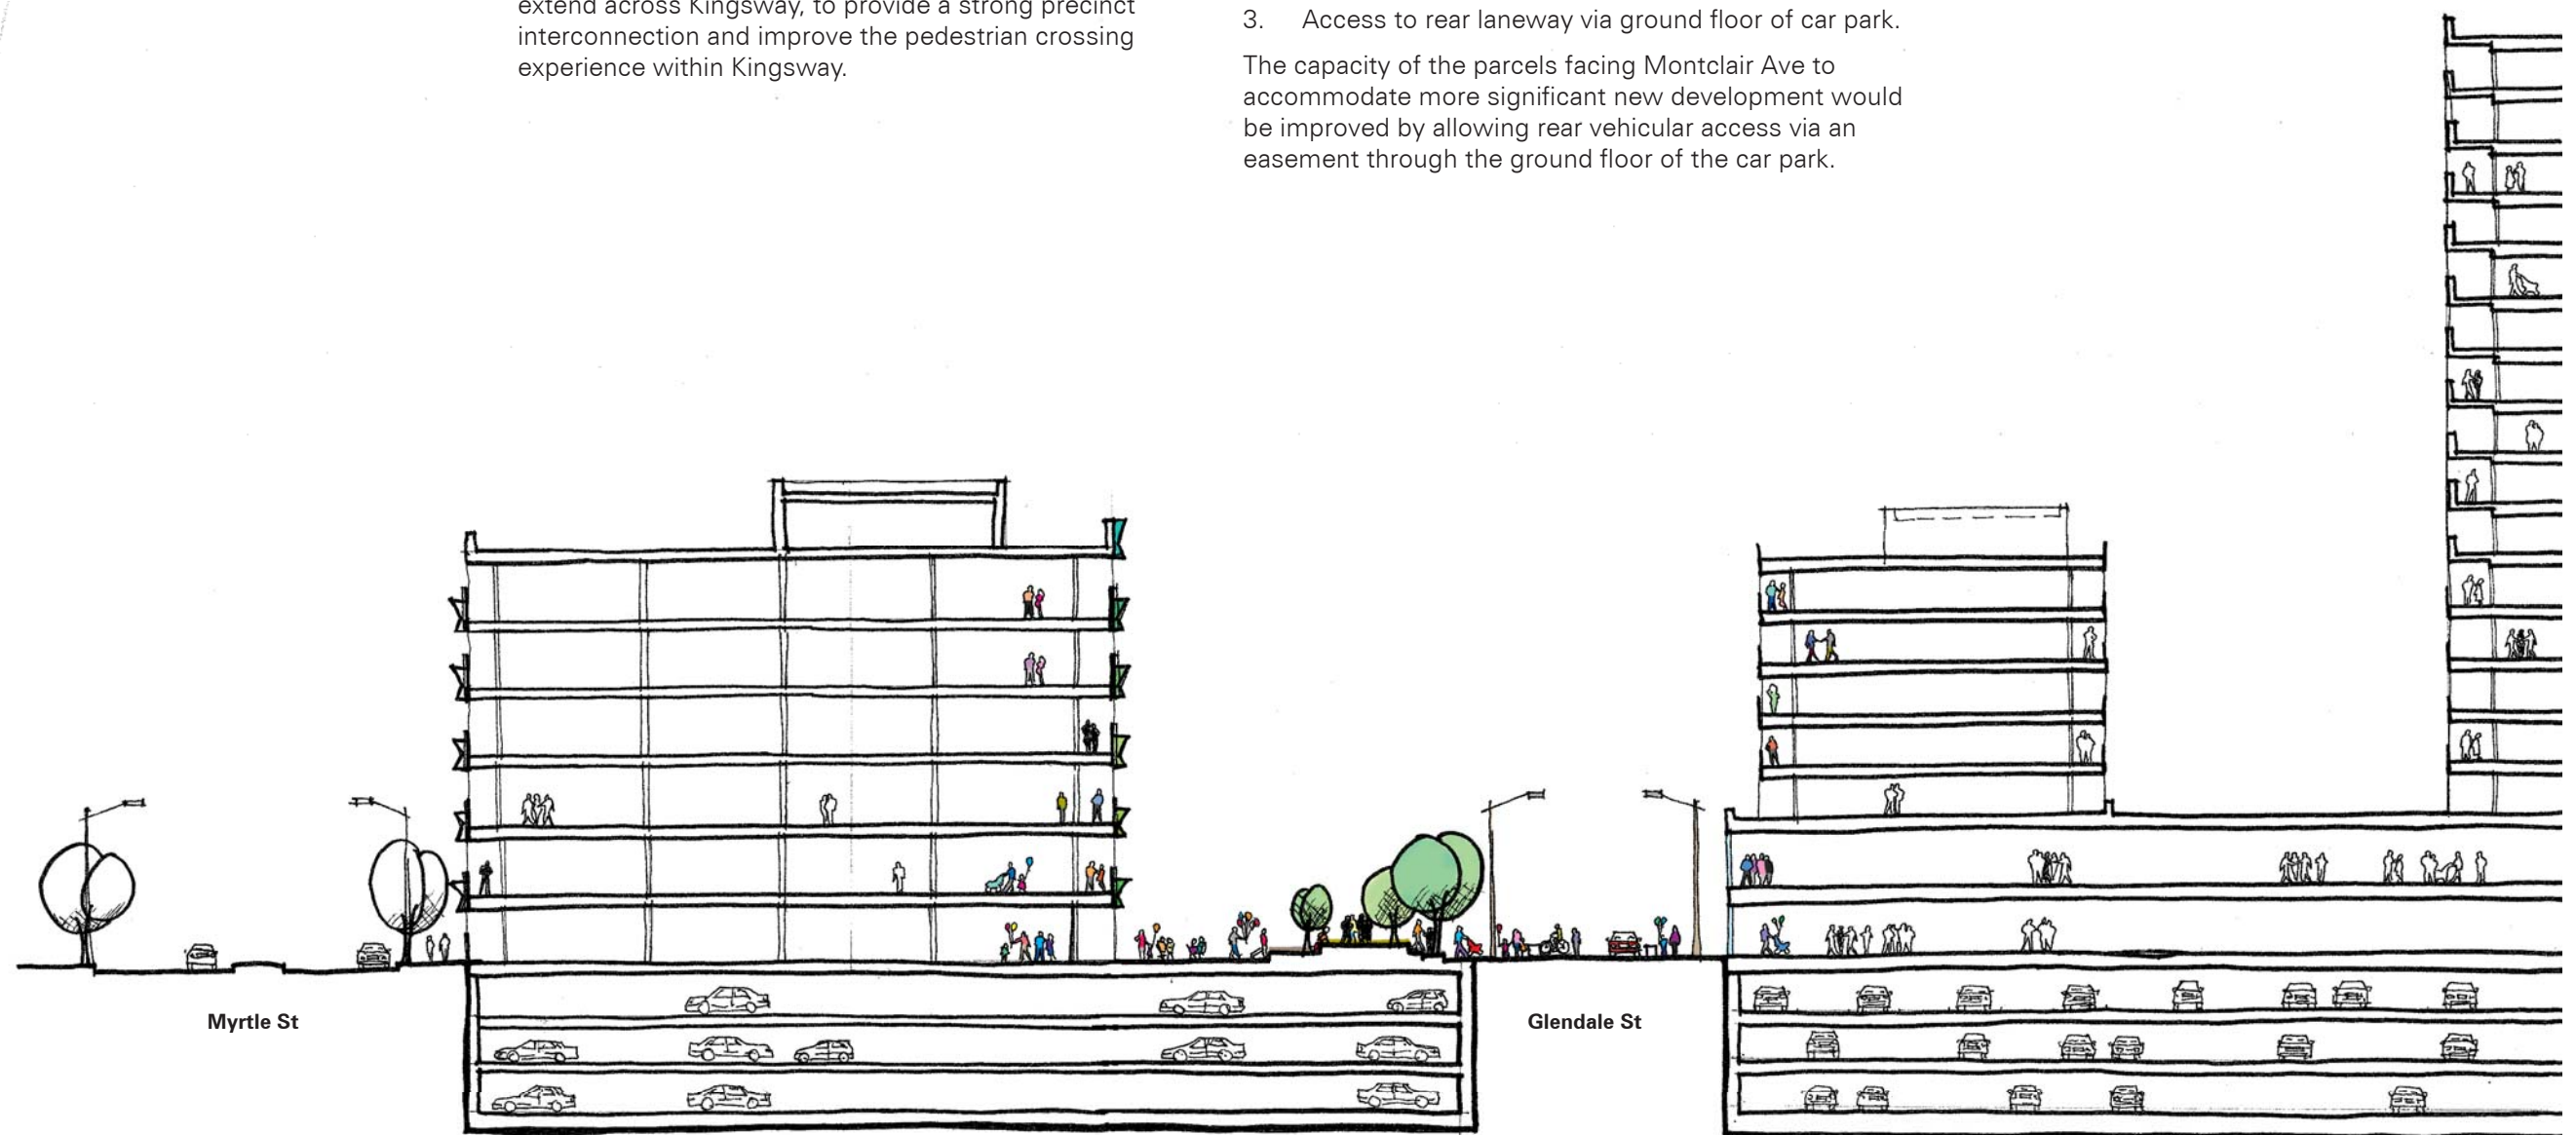 extend across Kingsway, to provide a strong precinct
interconnection and improve the pedestrian crossing
experience within Kingsway.
3. Access to rear laneway via ground floor of car park.
The capacity of the parcels facing Montclair Ave to
accommodate more significant new development would
be improved by allowing rear vehicular access via an
easement through the ground floor of the car park.
Myrtle St
Glendale St